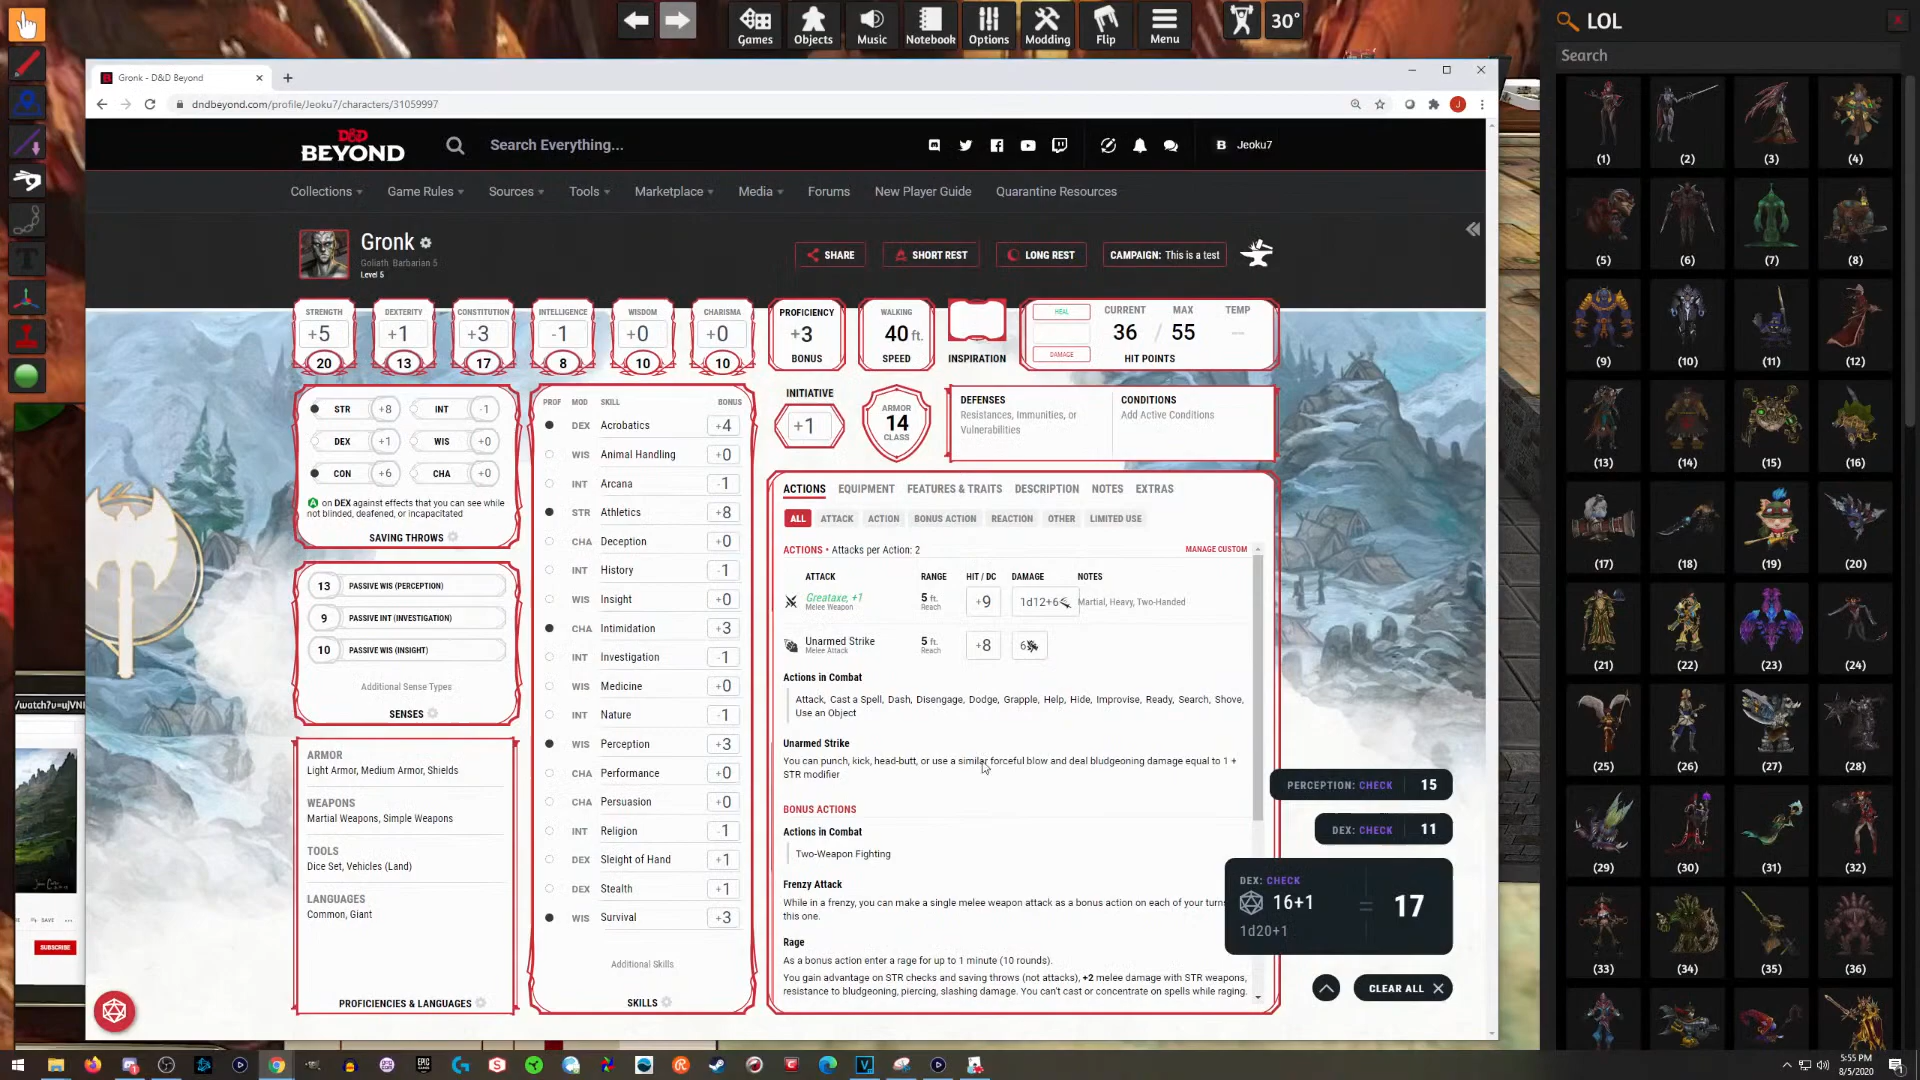 Games
Objects
Music
Notebook
Options
Modding
Flip
Menu
30°
LOL
Search
Gronk - D&D Beyond
dndbeyond.com/profile/Jeoku7/characters/31059997
J
D&D
BEYOND
Search Everything...
B Jeoku7
Collections
Game Rules
Sources
Tools
Marketplace
Media
Forums
New Player Guide
Quarantine Resources
Gronk
Goliath Barbarian 5
Level 5
SHARE
SHORT REST
LONG REST
CAMPAIGN: This is a test
STRENGTH
+5
20
DEXTERITY
+1
13
CONSTITUTION
+3
17
INTELLIGENCE
-1
8
WISDOM
+0
10
CHARISMA
+0
10
PROFICIENCY
+3
BONUS
WALKING
40 ft.
SPEED
INSPIRATION
HEAL
DAMAGE
CURRENT MAX TEMP
36 / 55 --
HIT POINTS
STR +8 INT -1
DEX +1 WIS +0
CON +6 CHA +0
A on DEX against effects that you can see while
not blinded, deafened, or incapacitated
SAVING THROWS
13 PASSIVE WIS (PERCEPTION)
9 PASSIVE INT (INVESTIGATION)
10 PASSIVE WIS (INSIGHT)
Additional Sense Types
SENSES
ARMOR
Light Armor, Medium Armor, Shields
WEAPONS
Martial Weapons, Simple Weapons
TOOLS
Dice Set, Vehicles (Land)
LANGUAGES
Common, Giant
PROFICIENCIES & LANGUAGES
PROF MOD SKILL BONUS
DEX Acrobatics +4
WIS Animal Handling +0
INT Arcana -1
STR Athletics +8
CHA Deception +0
INT History -1
WIS Insight +0
CHA Intimidation +3
INT Investigation -1
WIS Medicine +0
INT Nature -1
WIS Perception +3
CHA Performance +0
CHA Persuasion +0
INT Religion -1
DEX Sleight of Hand +1
DEX Stealth +1
WIS Survival +3
Additional Skills
SKILLS
INITIATIVE
+1
ARMOR
14
CLASS
DEFENSES
Resistances, Immunities, or
Vulnerabilities
CONDITIONS
Add Active Conditions
ACTIONS EQUIPMENT FEATURES & TRAITS DESCRIPTION NOTES EXTRAS
ALL ATTACK ACTION BONUS ACTION REACTION OTHER LIMITED USE
ACTIONS • Attacks per Action: 2
MANAGE CUSTOM
ATTACK RANGE HIT / DC DAMAGE NOTES
Greataxe, +1
Melee Weapon
5 ft.
Reach
+9
1d12+6
Martial, Heavy, Two-Handed
Unarmed Strike
Melee Attack
5 ft.
Reach
+8
6
Actions in Combat
Attack, Cast a Spell, Dash, Disengage, Dodge, Grapple, Help, Hide, Improvise, Ready, Search, Shove,
Use an Object
Unarmed Strike
You can punch, kick, head-butt, or use a similar forceful blow and deal bludgeoning damage equal to 1 +
STR modifier
BONUS ACTIONS
Actions in Combat
Two-Weapon Fighting
Frenzy Attack
While in a frenzy, you can make a single melee weapon attack as a bonus action on each of your turns
this one.
Rage
As a bonus action enter a rage for up to 1 minute (10 rounds).
You gain advantage on STR checks and saving throws (not attacks), +2 melee damage with STR weapons,
resistance to bludgeoning, piercing, slashing damage. You can't cast or concentrate on spells while raging.
PERCEPTION: CHECK 15
DEX: CHECK 11
DEX: CHECK
16+1 = 17
1d20+1
CLEAR ALL
/watch?v=ujVNI
SAVE
SUBSCRIBE
(1) (2) (3) (4)
(5) (6) (7) (8)
(9) (10) (11) (12)
(13) (14) (15) (16)
(17) (18) (19) (20)
(21) (22) (23) (24)
(25) (26) (27) (28)
(29) (30) (31) (32)
(33) (34) (35) (36)
5:55 PM
8/5/2020